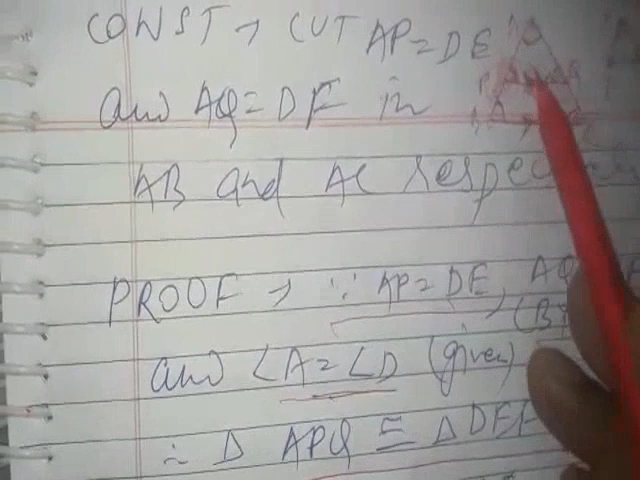 CONST → CUT AP = DE
and AQ = DF in
AB and AC
PROOF → ∵ AP = DE, AQ
and ∠A = ∠D (given)
∴ Δ APQ ≅ Δ DEF